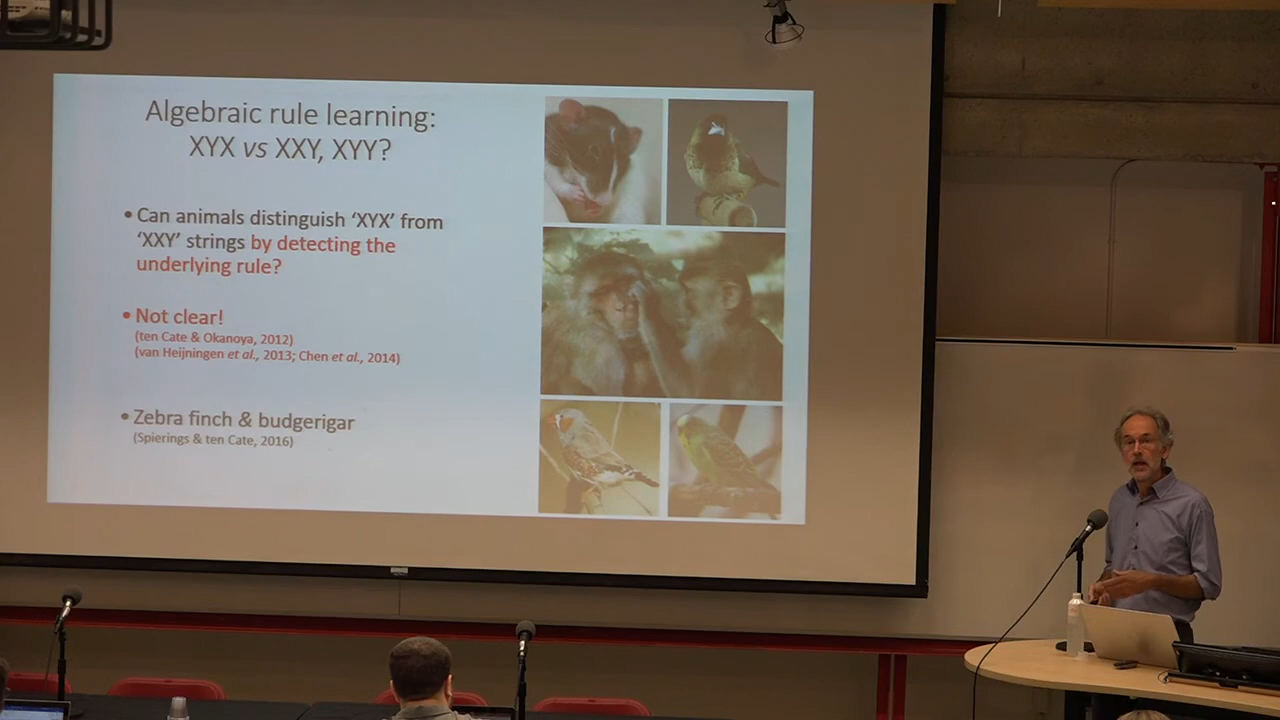 Algebraic rule learning:
XYX vs XXY, XYY?
• Can animals distinguish ‘XYX’ from
‘XXY’ strings by detecting the
underlying rule?
• Not clear!
(ten Cate & Okanoya, 2012)
(van Heijningen et al., 2013; Chen et al., 2014)
• Zebra finch & budgerigar
(Spierings & ten Cate, 2016)